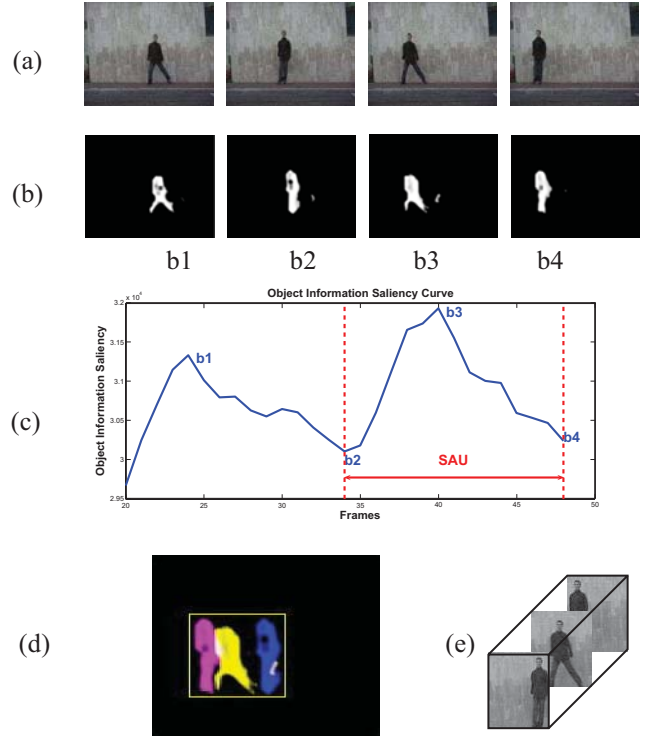 (a)
(b)
b1 b2 b3 b4
(c)
Object Information Saliency Curve
x 10^4
Object Information Saliency
3.2
3.15
3.1
3.05
3
2.95
b1
b2
b3
b4
SAU
20 25 30 35 40 45 50
Frames
(d)
(e)